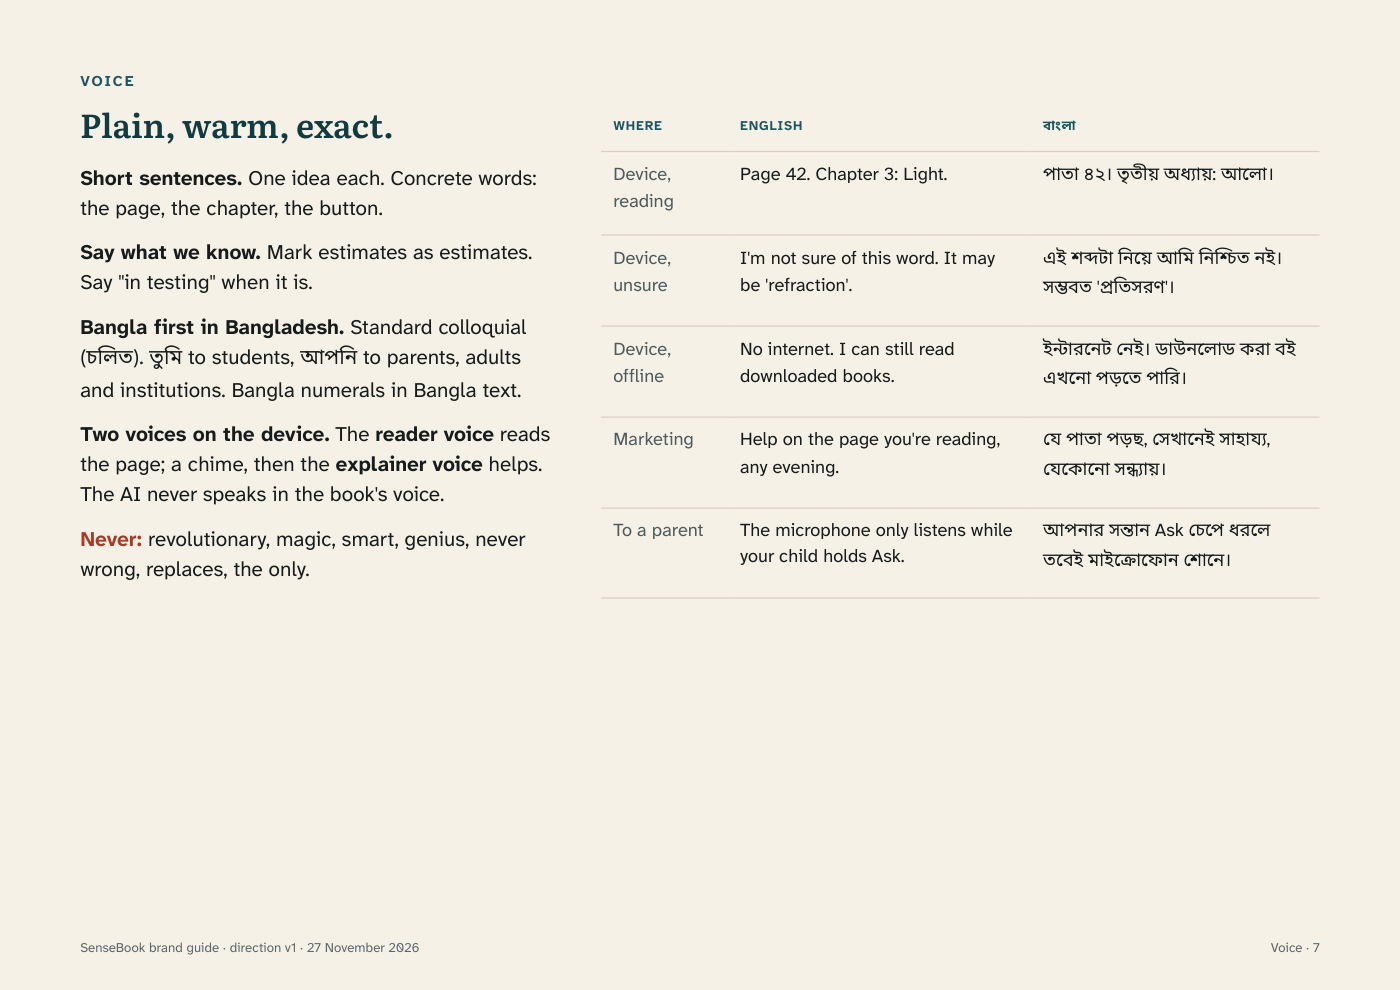 VOICE
Plain, warm, exact.
Short sentences. One idea each. Concrete words:
the page, the chapter, the button.
Say what we know. Mark estimates as estimates.
Say "in testing" when it is.
Bangla first in Bangladesh. Standard colloquial
(চলিত). তুমি to students, আপনি to parents, adults
and institutions. Bangla numerals in Bangla text.
Two voices on the device. The reader voice reads
the page; a chime, then the explainer voice helps.
The AI never speaks in the book's voice.
Never: revolutionary, magic, smart, genius, never
wrong, replaces, the only.
WHERE ENGLISH বাংলা
Device, Page 42. Chapter 3: Light. পাতা ৪২। তৃতীয় অধ্যায়: আলো।
reading
Device, I'm not sure of this word. It may এই শব্দটা নিয়ে আমি নিশ্চিত নই।
unsure be 'refraction'. সম্ভবত 'প্রতিসরণ'।
Device, No internet. I can still read ইন্টারনেট নেই। ডাউনলোড করা বই
offline downloaded books. এখনো পড়তে পারি।
Marketing Help on the page you're reading, যে পাতা পড়ছ, সেখানেই সাহায্য,
any evening. যেকোনো সন্ধ্যায়।
To a parent The microphone only listens while আপনার সন্তান Ask চেপে ধরলে
your child holds Ask. তবেই মাইক্রোফোন শোনে।
SenseBook brand guide · direction v1 · 27 November 2026 Voice · 7